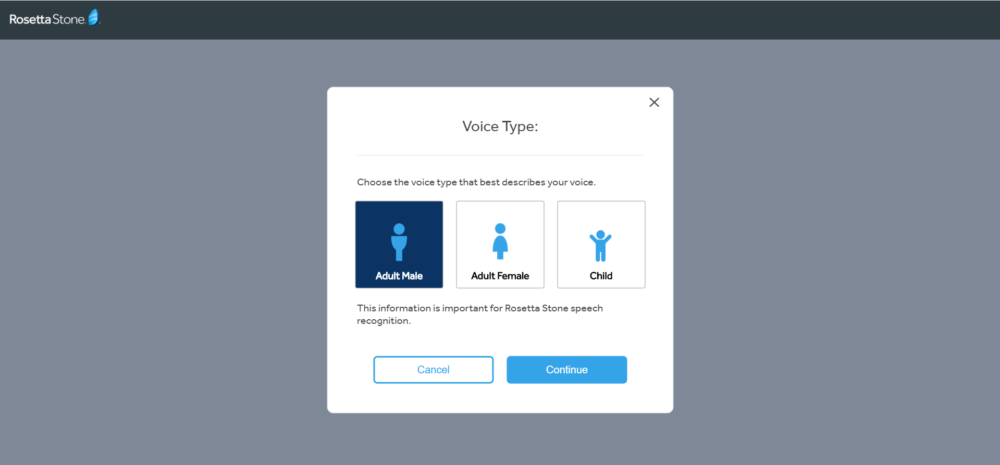 RosettaStone
Voice Type:
Choose the voice type that best describes your voice.
Adult Male
Adult Female
Child
This information is important for Rosetta Stone speech
recognition.
Cancel
Continue